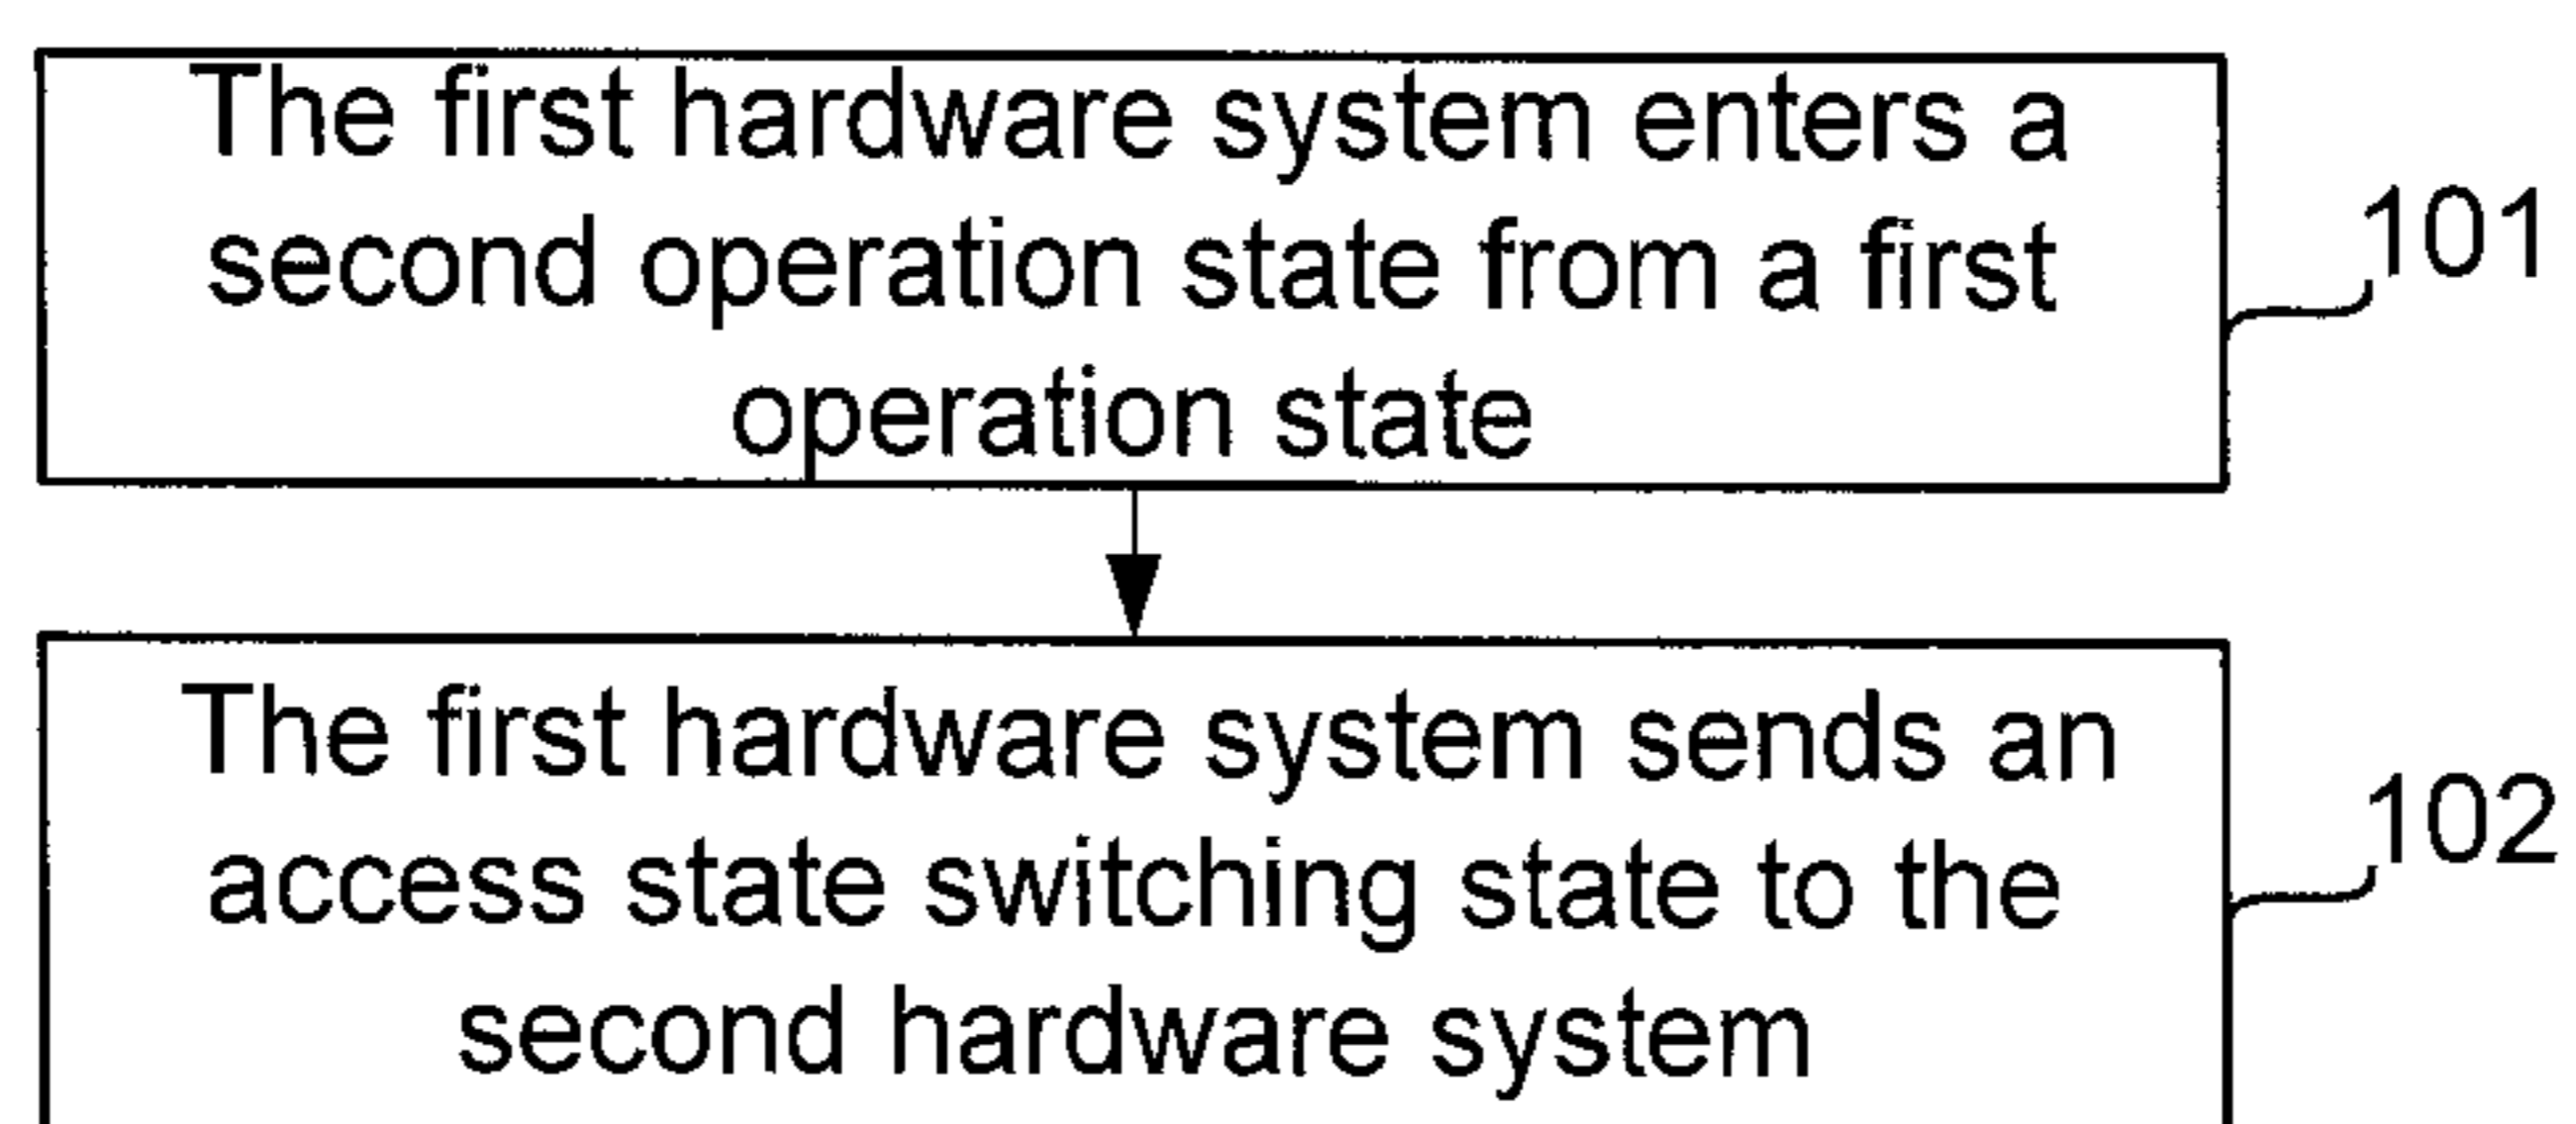 The first hardware system enters a
second operation state from a first
operation state
101
The first hardware system sends an
access state switching state to the
second hardware system
102